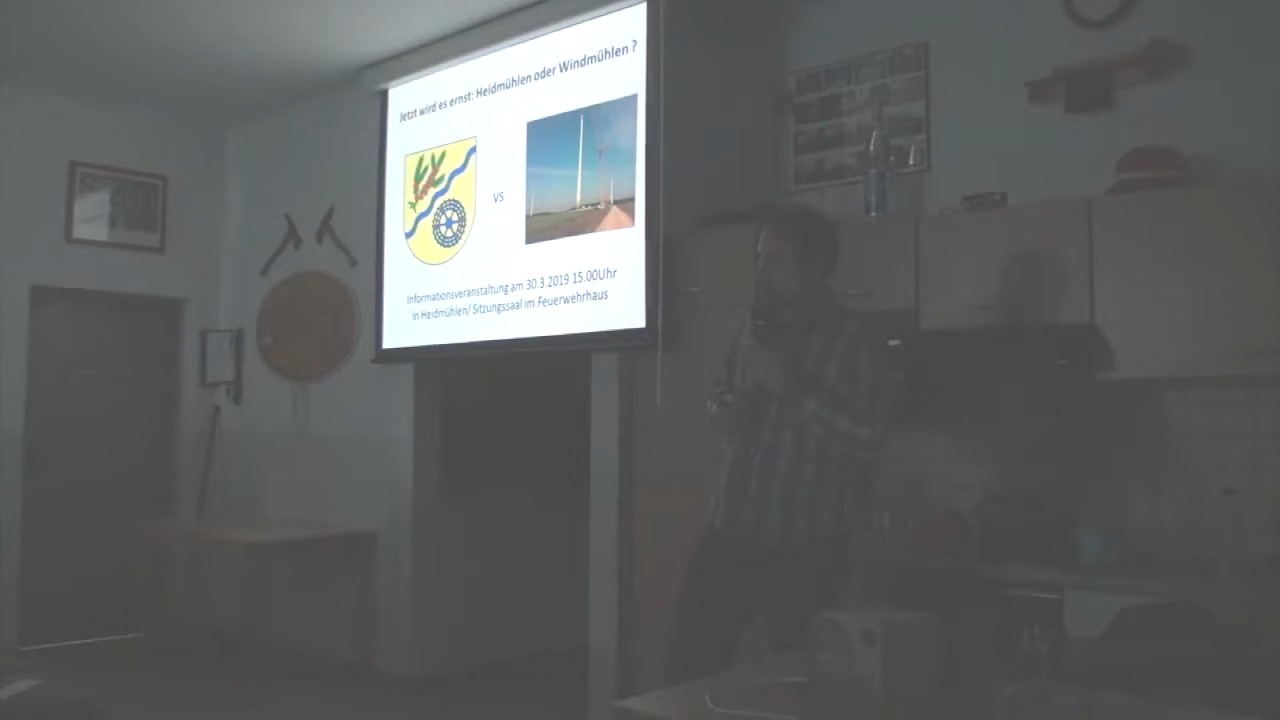 Jetzt wird es ernst: Heidmühlen oder Windmühlen ?
vs
Informationsveranstaltung am 30.3.2019 15.00Uhr
in Heidmühlen/ Sitzungssaal im Feuerwehrhaus